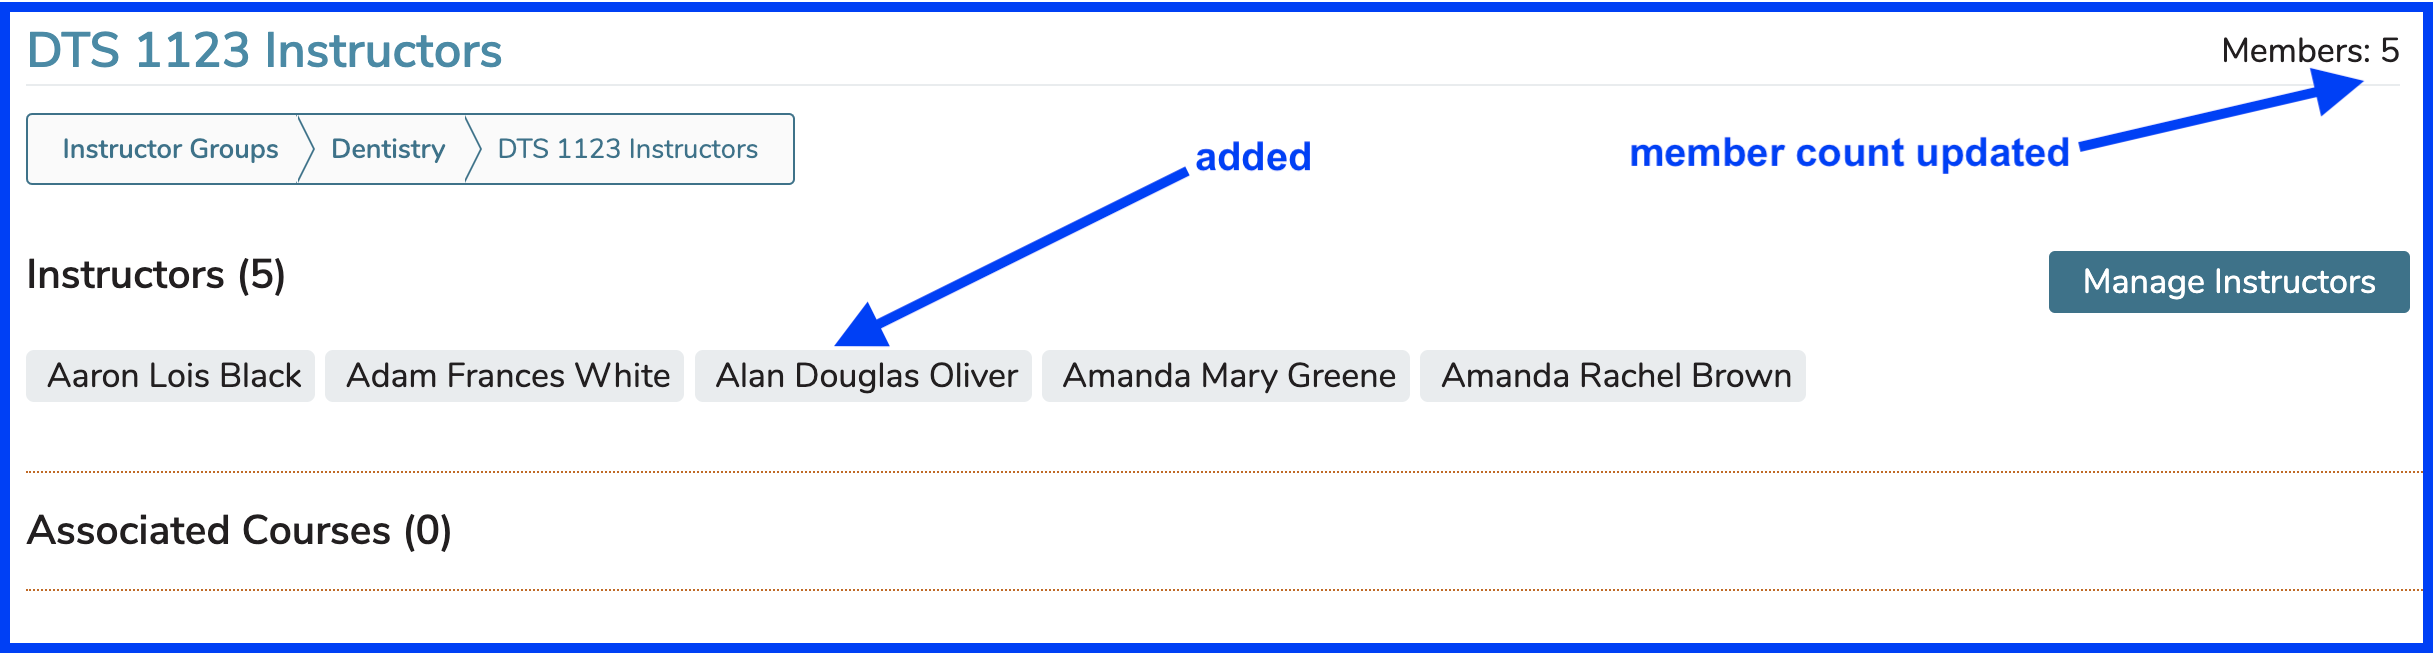 DTS 1123 Instructors
Members: 5
Instructor Groups Dentistry DTS 1123 Instructors
added
member count updated
Instructors (5)
Manage Instructors
Aaron Lois Black Adam Frances White Alan Douglas Oliver Amanda Mary Greene Amanda Rachel Brown
Associated Courses (0)